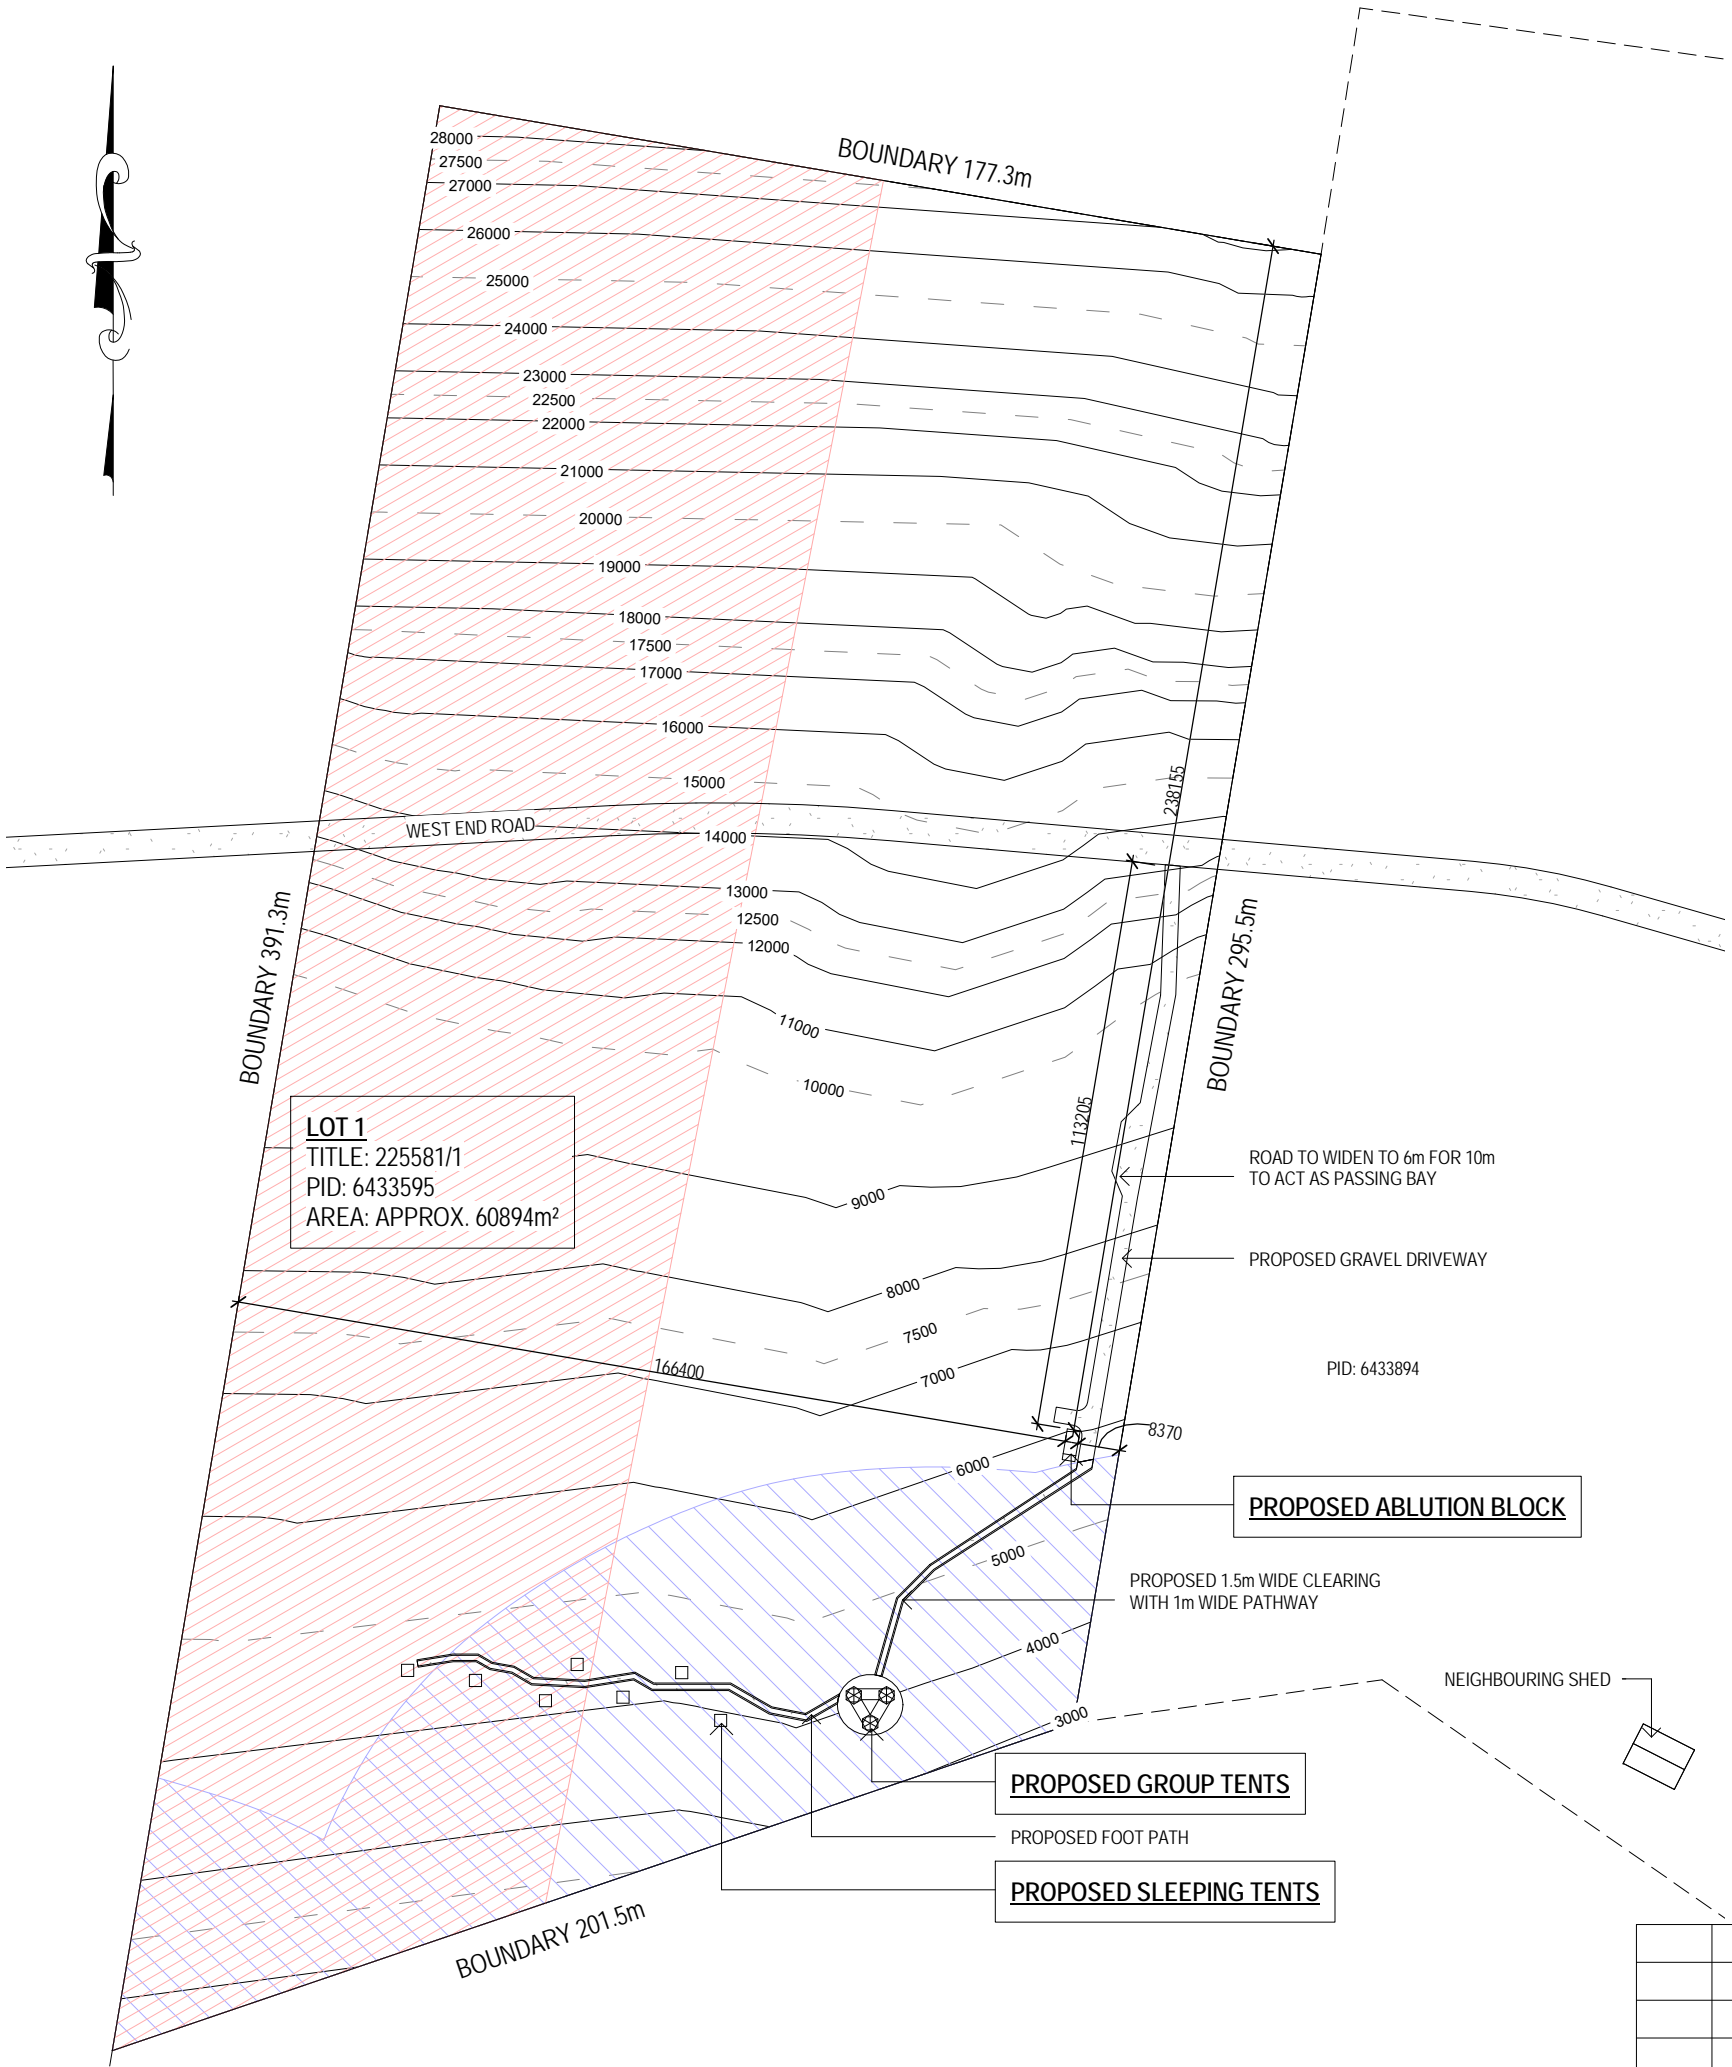 BOUNDARY 177.3m
28000
27500
27000
26000
25000
24000
23000
22500
22000
21000
20000
19000
18000
17500
17000
16000
15000
238155
WEST END ROAD
14000
13000
12500
12000
BOUNDARY 391.3m
BOUNDARY 295.5m
11000
10000
113205
LOT 1
TITLE: 225581/1
PID: 6433595
AREA: APPROX. 60894m²
ROAD TO WIDEN TO 6m FOR 10m
TO ACT AS PASSING BAY
9000
PROPOSED GRAVEL DRIVEWAY
8000
7500
166400
7000
PID: 6433894
8370
6000
PROPOSED ABLUTION BLOCK
5000
PROPOSED 1.5m WIDE CLEARING
WITH 1m WIDE PATHWAY
4000
NEIGHBOURING SHED
3000
PROPOSED GROUP TENTS
PROPOSED FOOT PATH
PROPOSED SLEEPING TENTS
BOUNDARY 201.5m